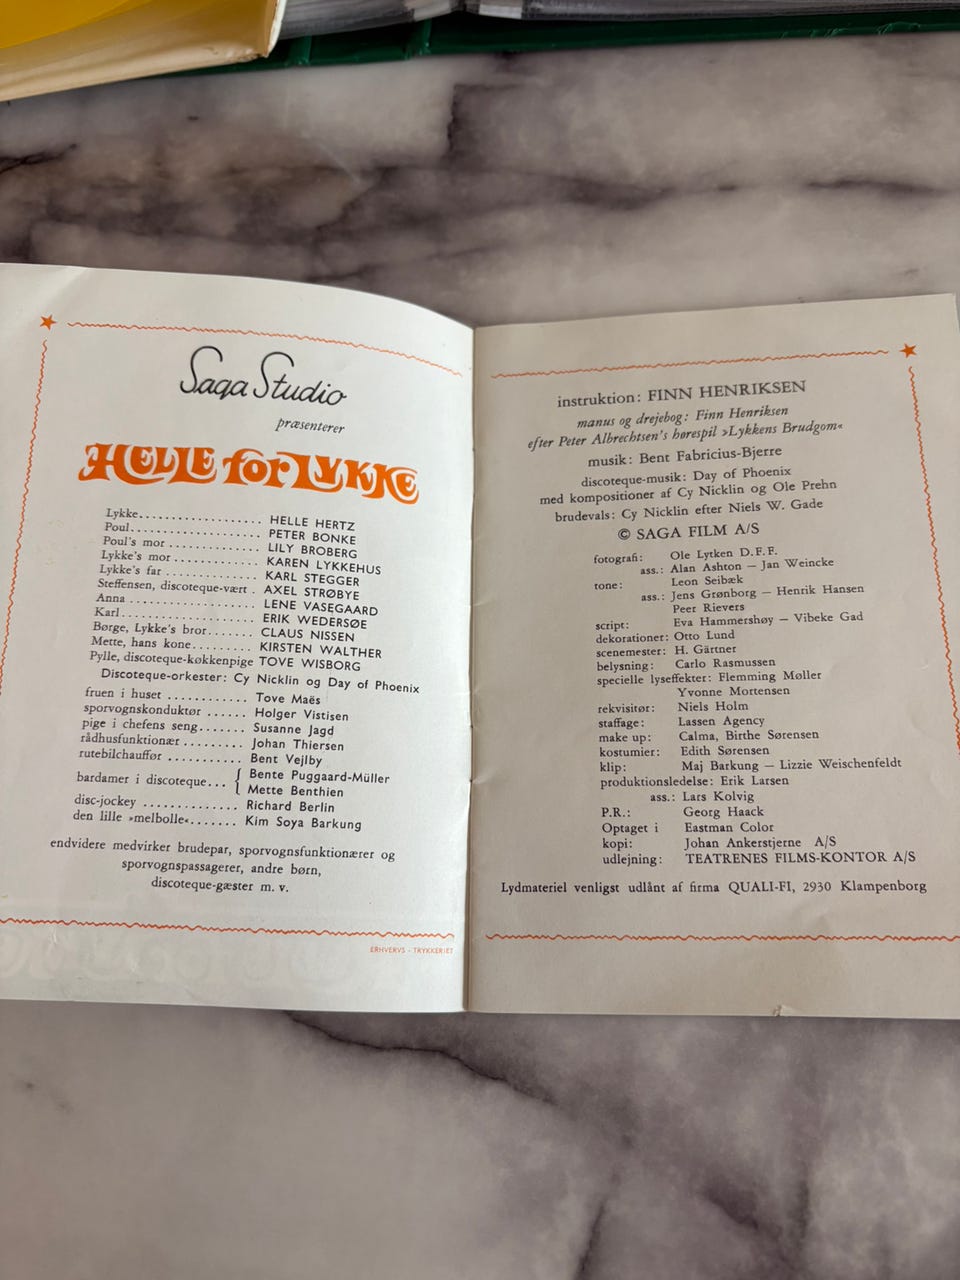 Saga Studio
præsenterer
HELLE for LYKKE
Lykke.................. HELLE HERTZ
Poul................... PETER BONKE
Poul's mor ............. LILY BROBERG
Lykke's mor ............ KAREN LYKKEHUS
Lykke's far ............. KARL STEGGER
Steffensen, discoteque-vært . AXEL STRØBYE
Anna ................... LENE VASEGAARD
Karl.................... ERIK WEDERSØE
Børge, Lykke's bror....... CLAUS NISSEN
Mette, hans kone......... KIRSTEN WALTHER
Pylle, discoteque-køkkenpige TOVE WISBORG
Discoteque-orkester: Cy Nicklin og Day of Phoenix
fruen i huset ........... Tove Maës
sporvognskonduktør ...... Holger Vistisen
pige i chefens seng....... Susanne Jagd
rådhusfunktionær ......... Johan Thiersen
rutebilchauffør ........... Bent Vejlby
bardamer i discoteque... { Bente Puggaard-Müller
Mette Benthien
disc-jockey .............. Richard Berlin
den lille »melbolle«....... Kim Soya Barkung
endvidere medvirker brudepar, sporvognsfunktionærer og
sporvognspassagerer, andre børn,
discoteque-gæster m. v.
ERHVERVS - TRYKKERIET
instruktion: FINN HENRIKSEN
manus og drejebog: Finn Henriksen
efter Peter Albrechtsen's hørespil »Lykkens Brudgom«
musik: Bent Fabricius-Bjerre
discoteque-musik: Day of Phoenix
med kompositioner af Cy Nicklin og Ole Prehn
brudevals: Cy Nicklin efter Niels W. Gade
© SAGA FILM A/S
fotografi: Ole Lytken D.F.F.
ass.: Alan Ashton — Jan Weincke
tone: Leon Seibæk
ass.: Jens Grønborg — Henrik Hansen
Peer Rievers
script: Eva Hammershøy — Vibeke Gad
dekorationer: Otto Lund
scenemester: H. Gärtner
belysning: Carlo Rasmussen
specielle lyseffekter: Flemming Møller
Yvonne Mortensen
rekvisitør: Niels Holm
staffage: Lassen Agency
make up: Calma, Birthe Sørensen
kostumier: Edith Sørensen
klip: Maj Barkung — Lizzie Weischenfeldt
produktionsledelse: Erik Larsen
ass.: Lars Kolvig
P.R.: Georg Haack
Optaget i Eastman Color
kopi: Johan Ankerstjerne A/S
udlejning: TEATRENES FILMS-KONTOR A/S
Lydmateriel venligst udlånt af firma QUALI-FI, 2930 Klampenborg